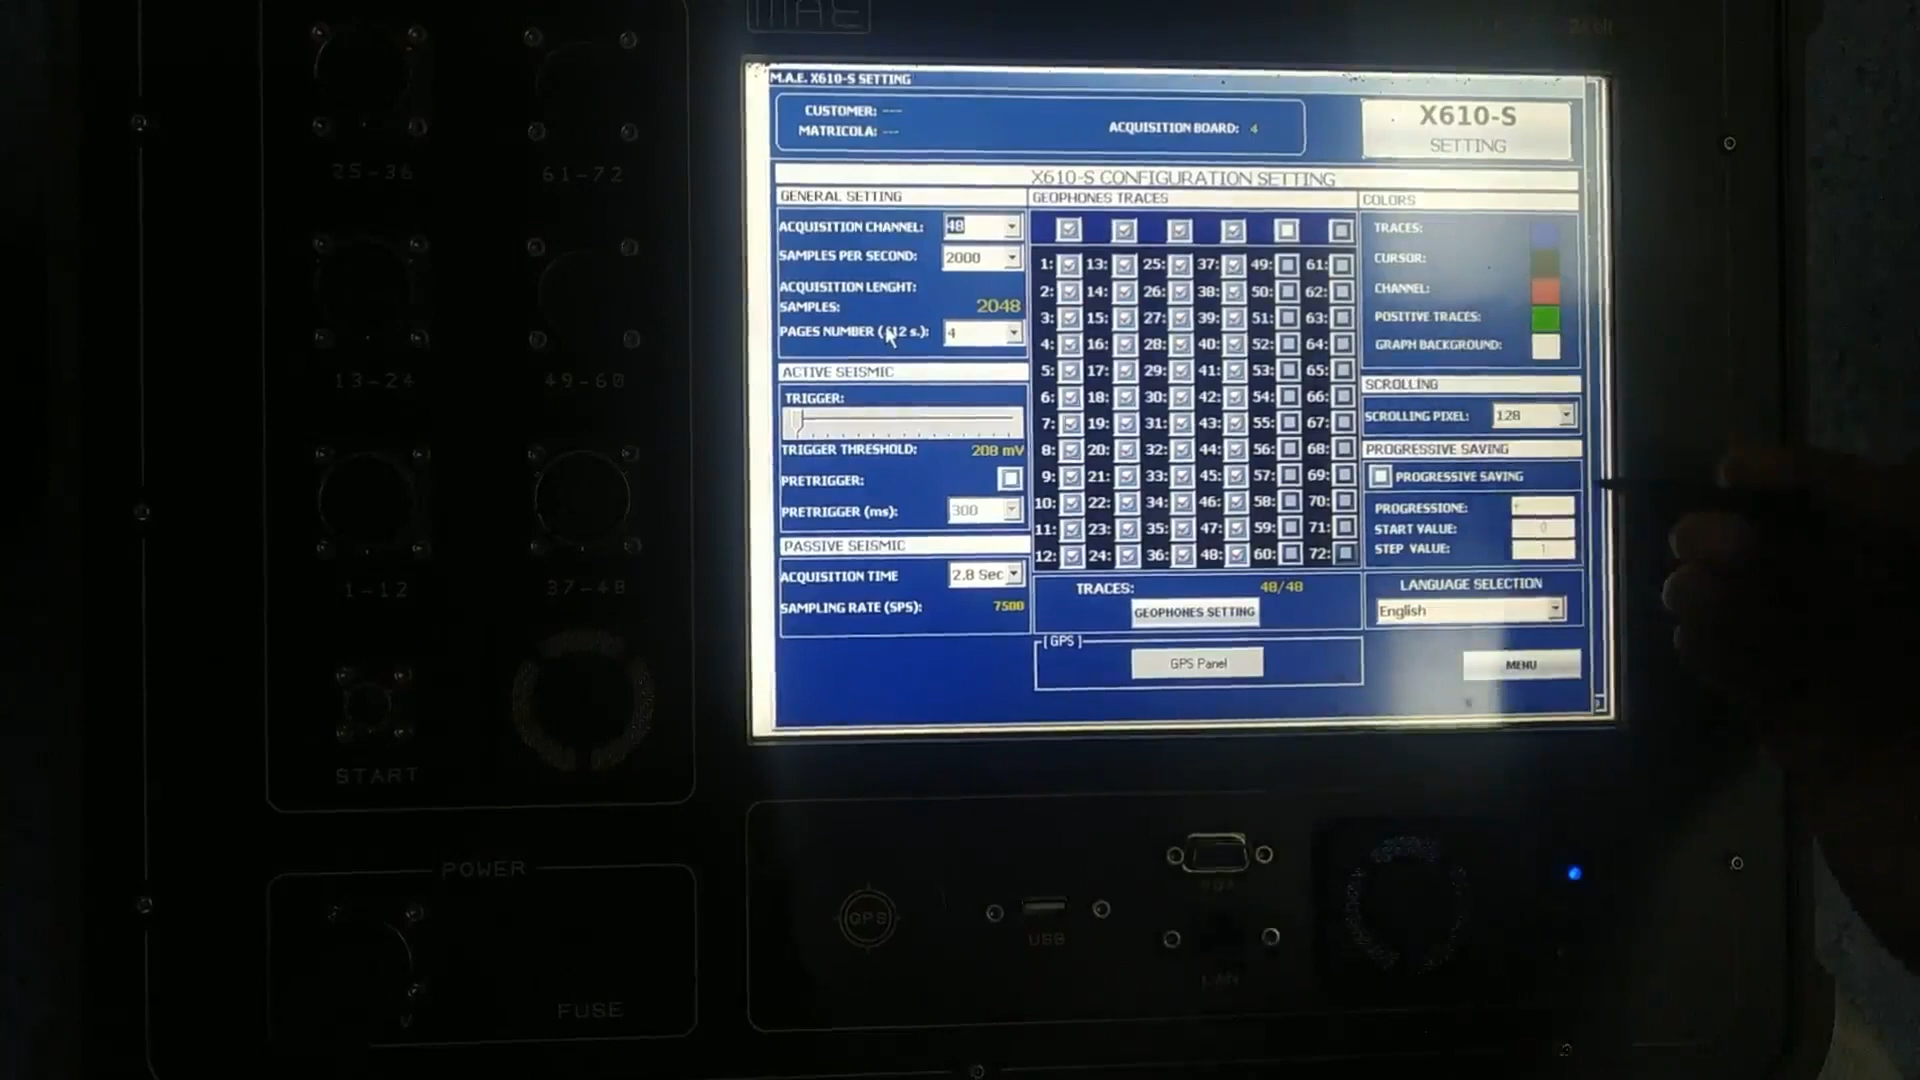 MAE
25-36
61-72
13-24
49-60
1-12
37-48
START
POWER
FUSE
GPS
USB
LAN
M.A.E. X610-S SETTING
CUSTOMER: ---
MATRICOLA: ---
ACQUISITION BOARD: 4
X610-S
SETTING
X610-S CONFIGURATION SETTING
GENERAL SETTING
ACQUISITION CHANNEL: 48
SAMPLES PER SECOND: 2000
ACQUISITION LENGHT:
SAMPLES: 2048
PAGES NUMBER ( 12 s.): 4
ACTIVE SEISMIC
TRIGGER:
TRIGGER THRESHOLD: 208 mV
PRETRIGGER:
PRETRIGGER (ms): 300
PASSIVE SEISMIC
ACQUISITION TIME 2.8 Sec
SAMPLING RATE (SPS): 7500
GEOPHONES TRACES
1: 13: 25: 37: 49: 61:
2: 14: 26: 38: 50: 62:
3: 15: 27: 39: 51: 63:
4: 16: 28: 40: 52: 64:
5: 17: 29: 41: 53: 65:
6: 18: 30: 42: 54: 66:
7: 19: 31: 43: 55: 67:
8: 20: 32: 44: 56: 68:
9: 21: 33: 45: 57: 69:
10: 22: 34: 46: 58: 70:
11: 23: 35: 47: 59: 71:
12: 24: 36: 48: 60: 72:
TRACES: 48/48
GEOPHONES SETTING
[ GPS ]
GPS Panel
COLORS
TRACES:
CURSOR:
CHANNEL:
POSITIVE TRACES:
GRAPH BACKGROUND:
SCROLLING
SCROLLING PIXEL: 128
PROGRESSIVE SAVING
PROGRESSIVE SAVING
PROGRESSIONE: +
START VALUE: 0
STEP VALUE: 1
LANGUAGE SELECTION
English
MENU